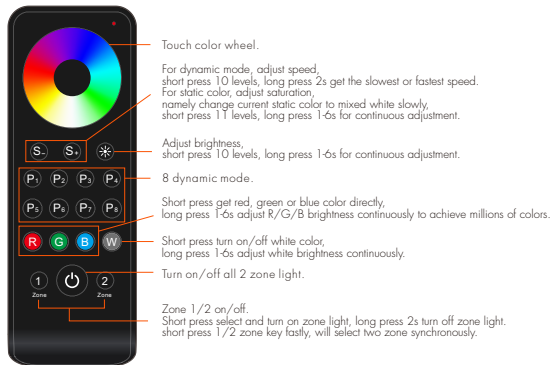 Touch color wheel.
For dynamic mode, adjust speed,
short press 10 levels, long press 2s get the slowest or fastest speed.
For static color, adjust saturation,
namely change current static color to mixed white slowly,
short press 11 levels, long press 1-6s for continuous adjustment.
S- S+
Adjust brightness,
short press 10 levels, long press 1-6s for continuous adjustment.
P1 P2 P3 P4
8 dynamic mode.
P5 P6 P7 P8
Short press get red, green or blue color directly,
long press 1-6s adjust R/G/B brightness continuously to achieve millions of colors.
R G B W
Short press turn on/off white color,
long press 1-6s adjust white brightness continuously.
Turn on/off all 2 zone light.
1 2
Zone Zone
Zone 1/2 on/off.
Short press select and turn on zone light, long press 2s turn off zone light.
short press 1/2 zone key fastly, will select two zone synchronously.